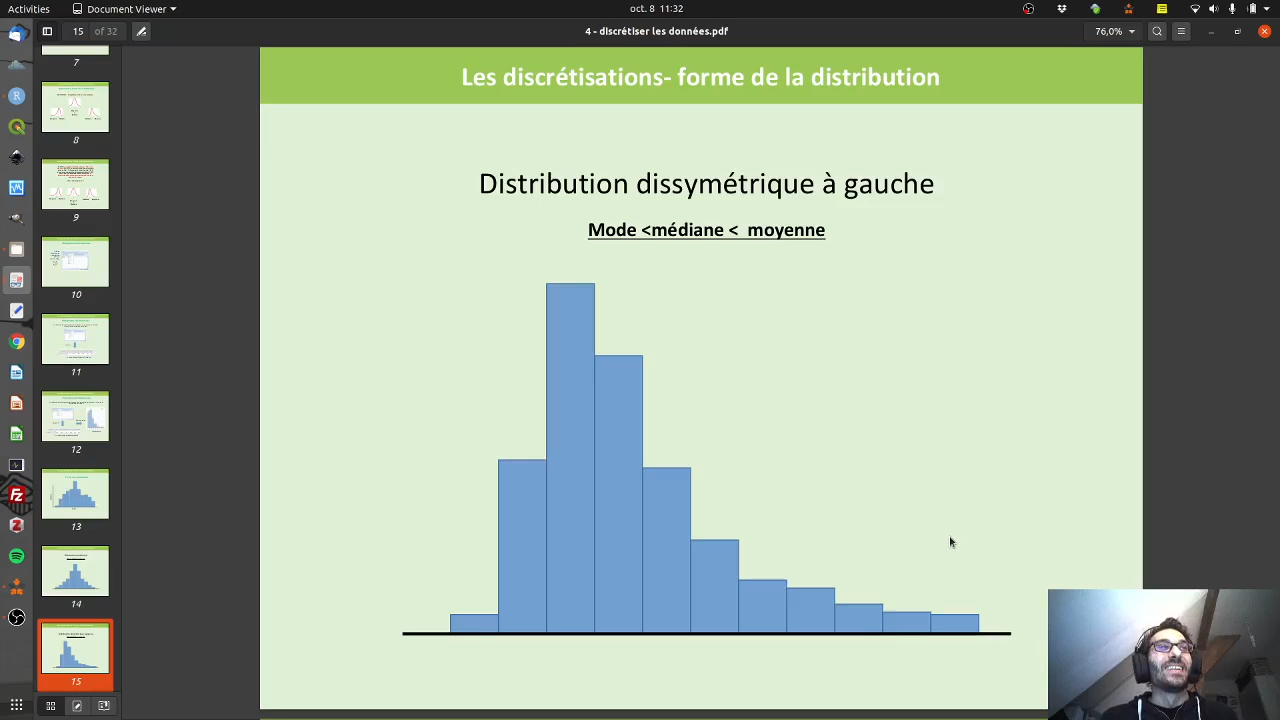 Activities
Document Viewer
oct. 8 11:32
15 of 32
4 - discrétiser les données.pdf
76,0%
7
8
9
10
11
12
13
14
15
Les discrétisations- forme de la distribution
Distribution dissymétrique à gauche
Mode <médiane < moyenne